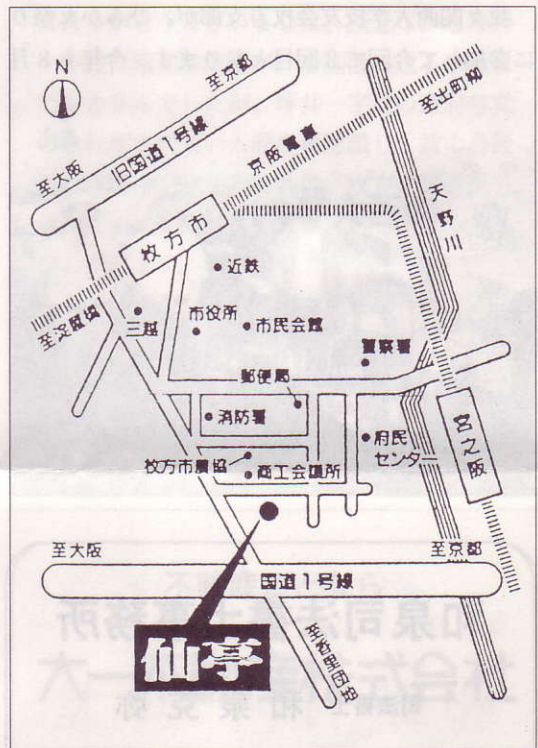 N
至京都
旧国道1号線
至大阪
京阪電車
至出町柳
天野川
枚方市
至淀屋橋
近鉄
三越
市役所
市民会館
警察署
郵便局
消防署
府民
センター
宮之阪
枚方市農協
商工会議所
至大阪
至京都
国道1号線
仙亭